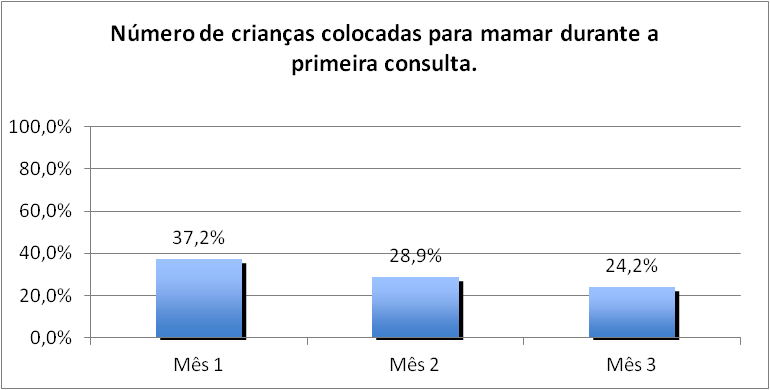 Número de crianças colocadas para mamar durante a
primeira consulta.
100,0%
80,0%
60,0%
40,0%
20,0%
0,0%
37,2%
28,9%
24,2%
Mês 1
Mês 2
Mês 3